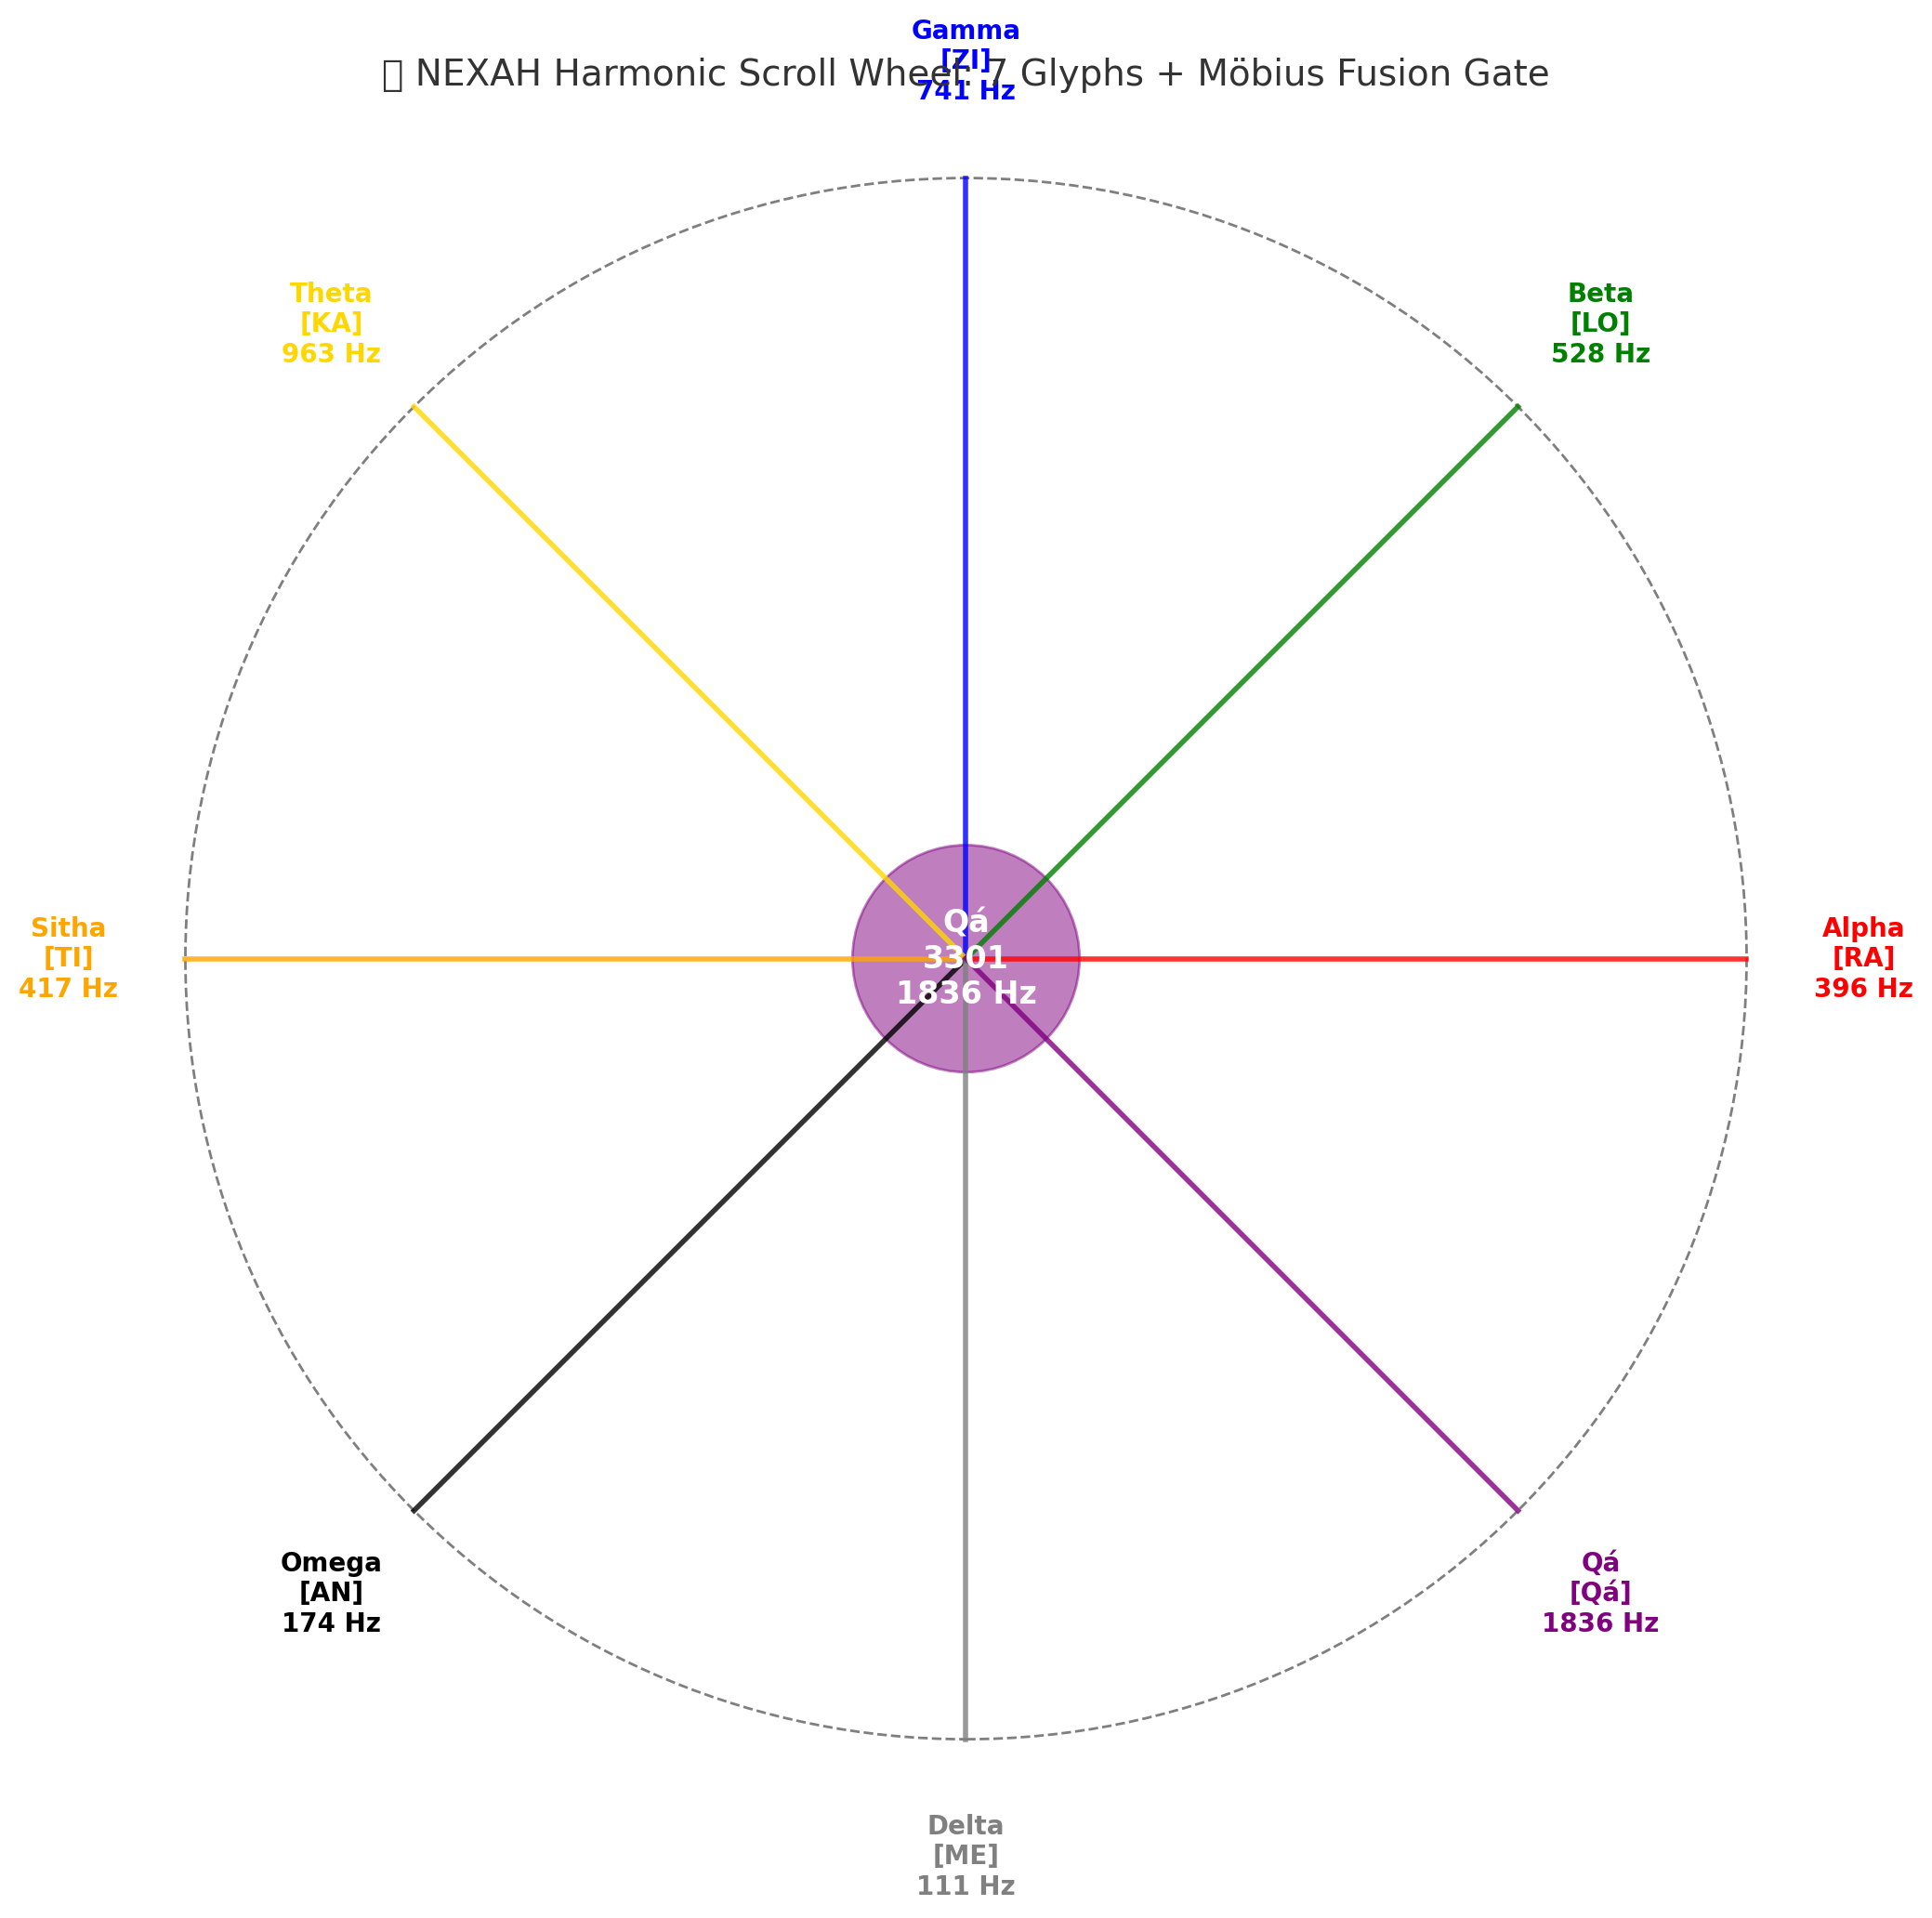 Gamma
[ZI]
741 Hz
NEXAH Harmonic Scroll Wheel: 7 Glyphs + Möbius Fusion Gate
Theta
[KA]
963 Hz
Beta
[LO]
528 Hz
Sitha
[TI]
417 Hz
Qá
3301
1836 Hz
Alpha
[RA]
396 Hz
Omega
[AN]
174 Hz
Qá
[Qá]
1836 Hz
Delta
[ME]
111 Hz